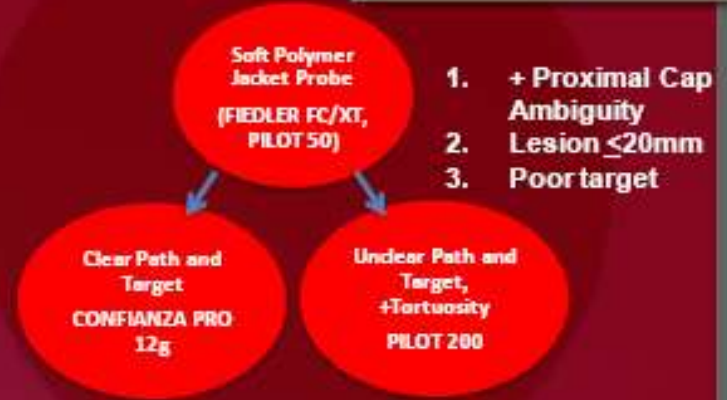 Soft Polymer
Jacket Probe
(FIEDLER FC/XT,
PILOT 50)
1. + Proximal Cap
Ambiguity
2. Lesion ≤20mm
3. Poor target
Clear Path and
Target
CONFIANZA PRO
12g
Unclear Path and
Target,
+Tortuosity
PILOT 200